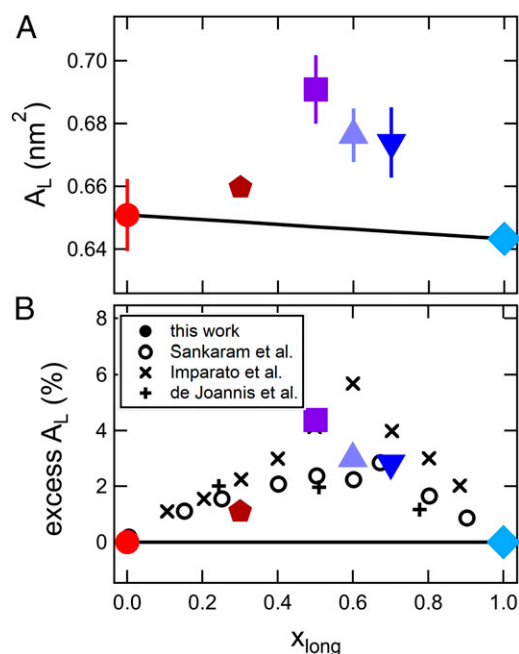 A
A_L (nm²)
0.70
0.68
0.66
0.64
B
excess A_L (%)
8
6
4
2
0
this work
Sankaram et al.
Imparato et al.
de Joannis et al.
0.0 0.2 0.4 0.6 0.8 1.0
x_long